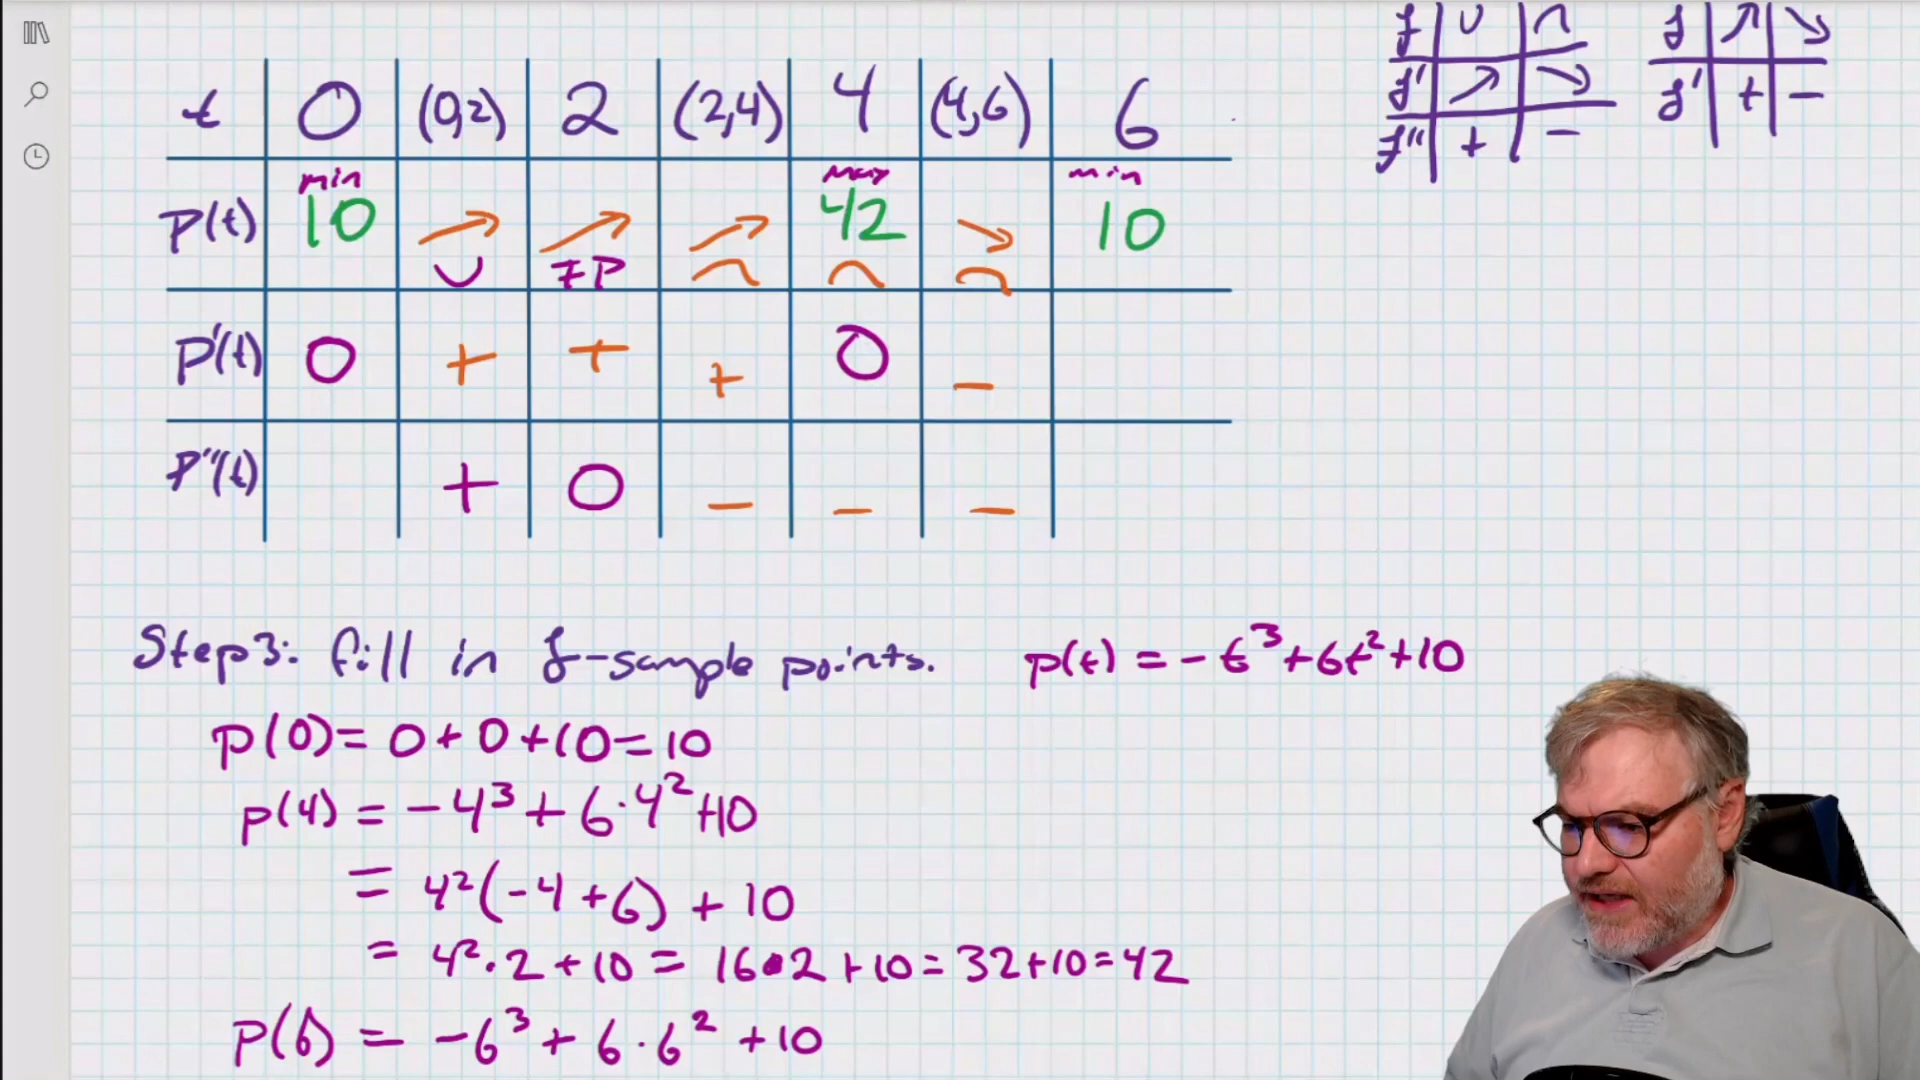 f ∪ ∩
f' ↗ ↘
f'' + −
f ↗ ↘
f' + −
t 0 (0,2) 2 (2,4) 4 (4,6) 6
min max min
p(t) 10 ↗ ↗ ↗ 42 ↘ 10
∪ IP ∩ ∩ ∩
p'(t) 0 + + + 0 −
p''(t) + 0 − − −
Step 3: fill in f-sample points. p(t) = -t³+6t²+10
p(0)= 0+0+10=10
p(4) = -4³ + 6·4² +10
= 4²(-4+6) + 10
= 4²·2+10 = 16·2+10=32+10=42
p(6) = -6³ + 6·6² +10